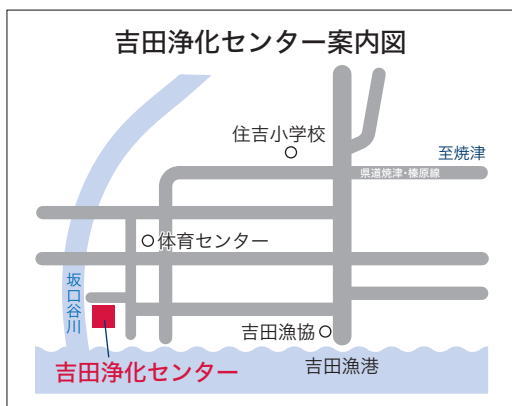 吉田浄化センター案内図
住吉小学校
至焼津
県道焼津・榛原線
体育センター
坂口谷川
吉田漁協
吉田浄化センター
吉田漁港